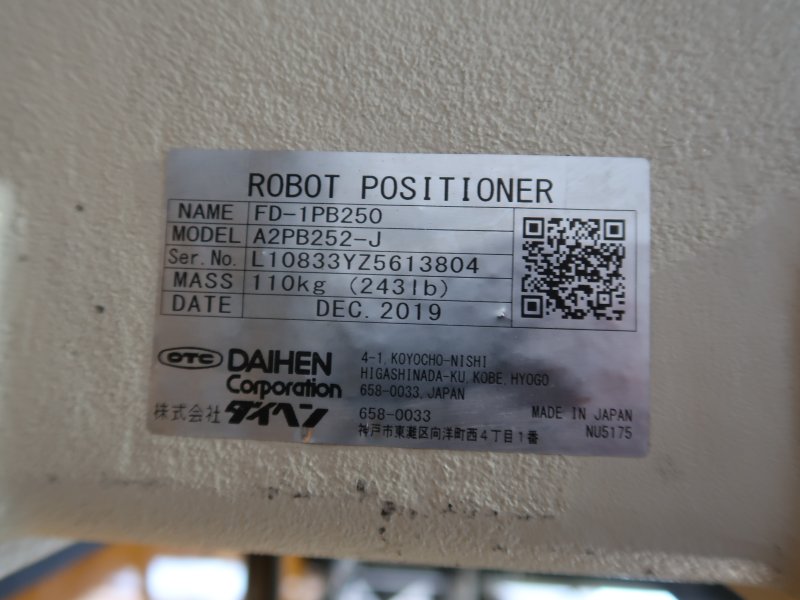 ROBOT POSITIONER
NAME FD-1PB250
MODEL A2PB252-J
Ser.No. L10833YZ5613804
MASS 110kg (243lb)
DATE DEC. 2019
OTC DAIHEN
Corporation
株式会社 ダイヘン
4-1, KOYOCHO-NISHI
HIGASHINADA-KU, KOBE, HYOGO
658-0033, JAPAN
658-0033
神戸市東灘区向洋町西4丁目1番
MADE IN JAPAN
NU5175